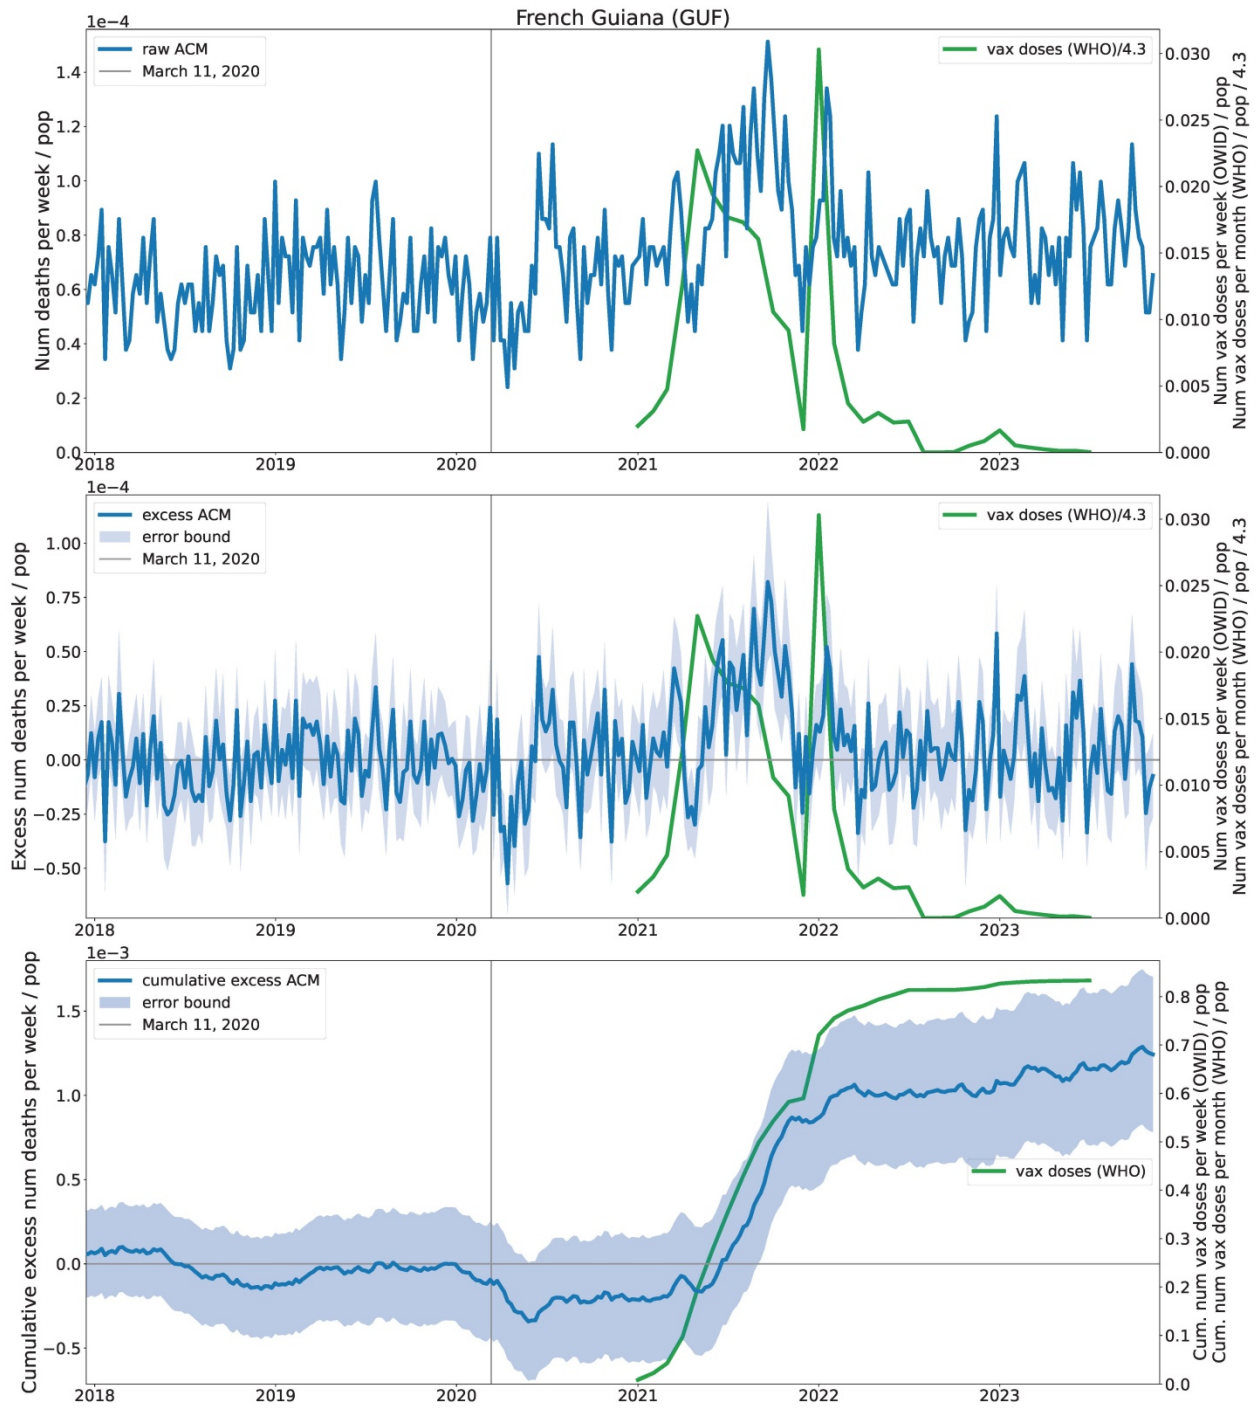 French Guiana (GUF)
1e−4
raw ACM
March 11, 2020
vax doses (WHO)/4.3
Num deaths per week / pop
1.4
1.2
1.0
0.8
0.6
0.4
0.2
0.0
0.030
0.025
0.020
0.015
0.010
0.005
0.000
Num vax doses per week (OWID) / pop
Num vax doses per month (WHO) / pop / 4.3
2018 2019 2020 2021 2022 2023
1e−4
excess ACM
error bound
March 11, 2020
vax doses (WHO)/4.3
Excess num deaths per week / pop
1.00
0.75
0.50
0.25
0.00
−0.25
−0.50
0.030
0.025
0.020
0.015
0.010
0.005
0.000
Num vax doses per week (OWID) / pop
Num vax doses per month (WHO) / pop / 4.3
2018 2019 2020 2021 2022 2023
1e−3
cumulative excess ACM
error bound
March 11, 2020
vax doses (WHO)
Cumulative excess num deaths per week / pop
1.5
1.0
0.5
0.0
−0.5
0.8
0.7
0.6
0.5
0.4
0.3
0.2
0.1
0.0
Cum. num vax doses per week (OWID) / pop
Cum. num vax doses per month (WHO) / pop
2018 2019 2020 2021 2022 2023